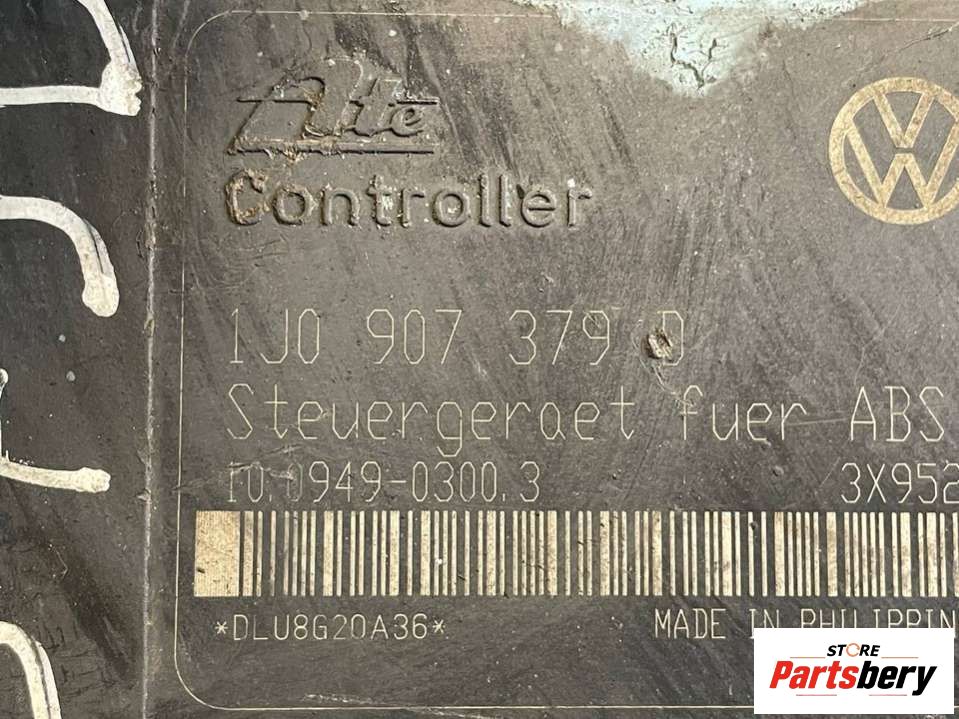 Ate
Controller
1J0 907 379 D
Steuergeraet fuer ABS
10.0949-0300.3 3X952
*DLU8G20A36*
MADE IN PHILIPPIN
STORE
Partsbery